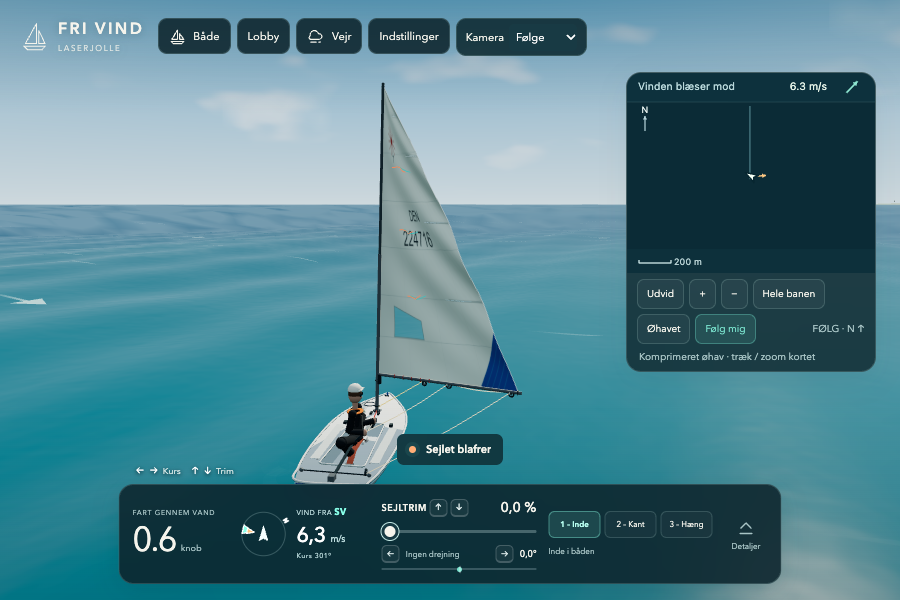 FRI VIND
LASERJOLLE
Både
Lobby
Vejr
Indstillinger
Kamera Følge
Vinden blæser mod 6.3 m/s
N
200 m
Udvid
+
−
Hele banen
Øhavet
Følg mig
FØLG · N ↑
Komprimeret øhav · træk / zoom kortet
DEN
224716
Sejlet blafrer
← → Kurs ↑ ↓ Trim
FART GENNEM VAND
0.6 knob
VIND FRA SV
6,3 m/s
Kurs 301°
SEJLTRIM ↑ ↓ 0,0 %
← Ingen drejning → 0,0°
1 - Inde
2 - Kant
3 - Hæng
Inde i båden
Detaljer